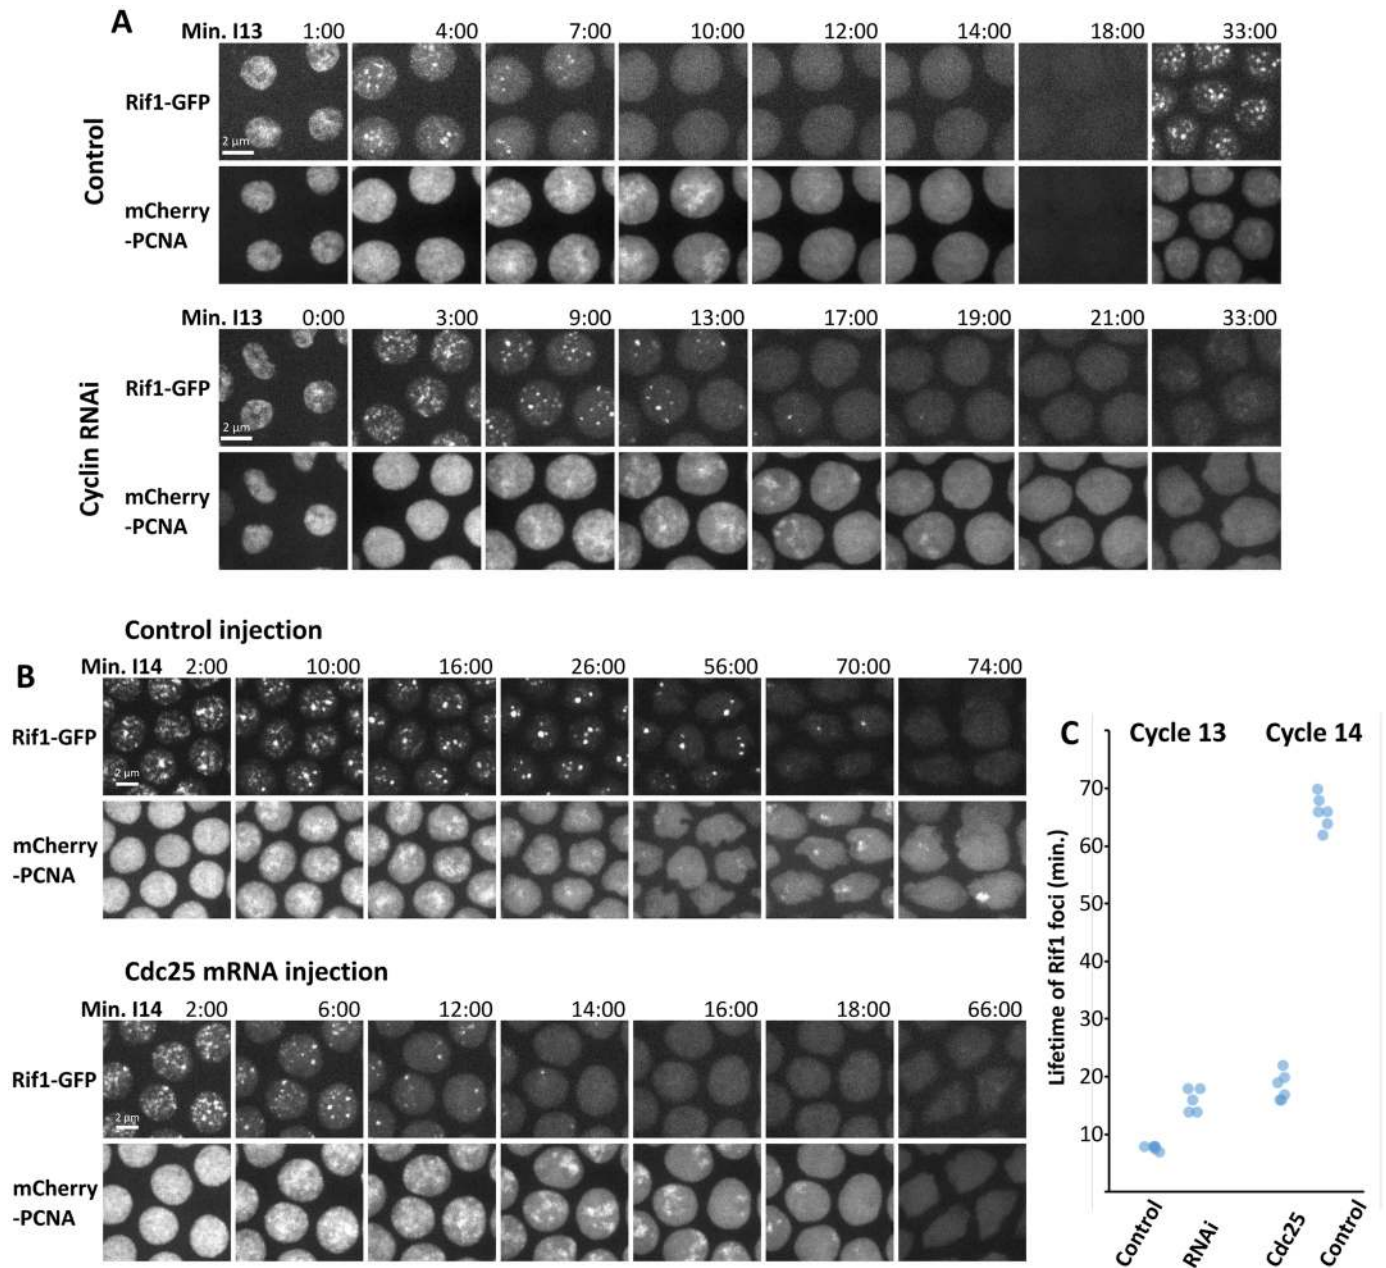 A
Min. I13 1:00 4:00 7:00 10:00 12:00 14:00 18:00 33:00
Control
Rif1-GFP
2 µm
mCherry
-PCNA
Min. I13 0:00 3:00 9:00 13:00 17:00 19:00 21:00 33:00
Cyclin RNAi
Rif1-GFP
2 µm
mCherry
-PCNA
Control injection
B
Min. I14 2:00 10:00 16:00 26:00 56:00 70:00 74:00
Rif1-GFP
2 µm
mCherry
-PCNA
Cdc25 mRNA injection
Min. I14 2:00 6:00 12:00 14:00 16:00 18:00 66:00
Rif1-GFP
2 µm
mCherry
-PCNA
C
Cycle 13 Cycle 14
Lifetime of Rif1 foci (min.)
70
60
50
40
30
20
10
Control RNAi Cdc25 Control